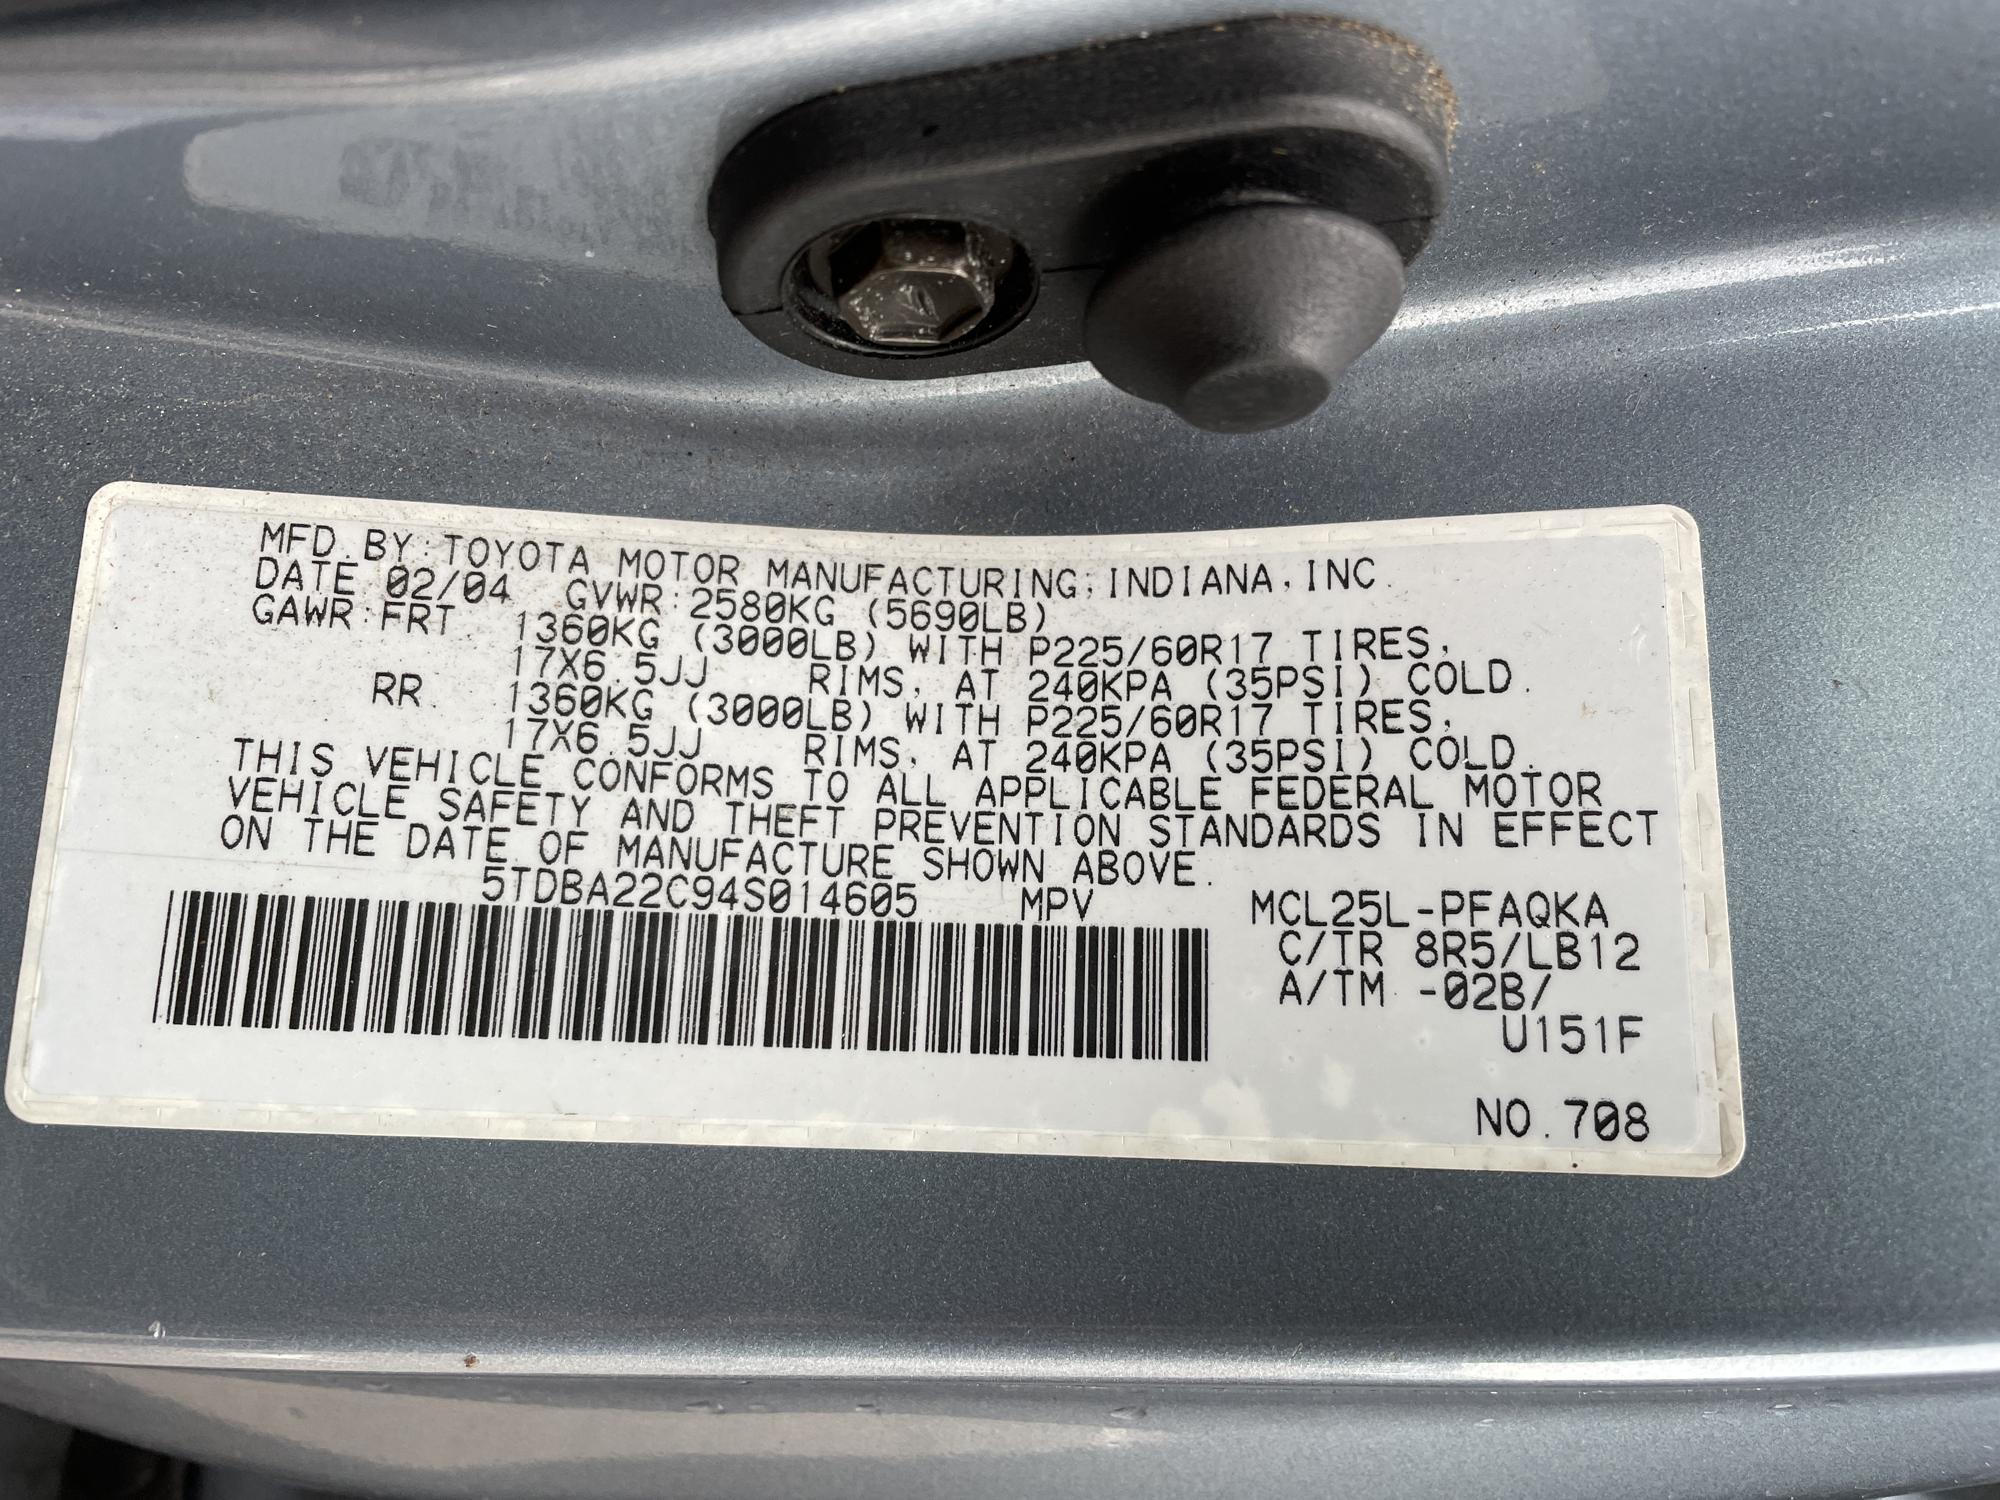 MFD. BY: TOYOTA MOTOR MANUFACTURING, INDIANA, INC.
DATE 02/04 GVWR: 2580KG (5690LB)
GAWR: FRT 1360KG (3000LB) WITH P225/60R17 TIRES,
17X6.5JJ RIMS, AT 240KPA (35PSI) COLD.
RR. 1360KG (3000LB) WITH P225/60R17 TIRES,
17X6.5JJ RIMS, AT 240KPA (35PSI) COLD.
THIS VEHICLE CONFORMS TO ALL APPLICABLE FEDERAL MOTOR
VEHICLE SAFETY AND THEFT PREVENTION STANDARDS IN EFFECT
ON THE DATE OF MANUFACTURE SHOWN ABOVE.
5TDBA22C94S014605 MPV MCL25L-PFAQKA
C/TR 8R5/LB12
A/TM -02B/
U151F
NO.708